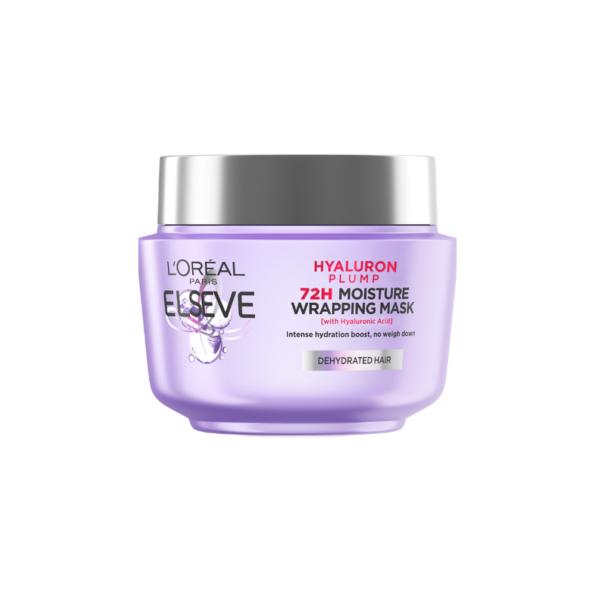 L'ORÉAL
PARIS
ELSEVE
HYALURON
PLUMP
72H MOISTURE
WRAPPING MASK
[with Hyaluronic Acid]
Intense hydration boost, no weigh down
DEHYDRATED HAIR